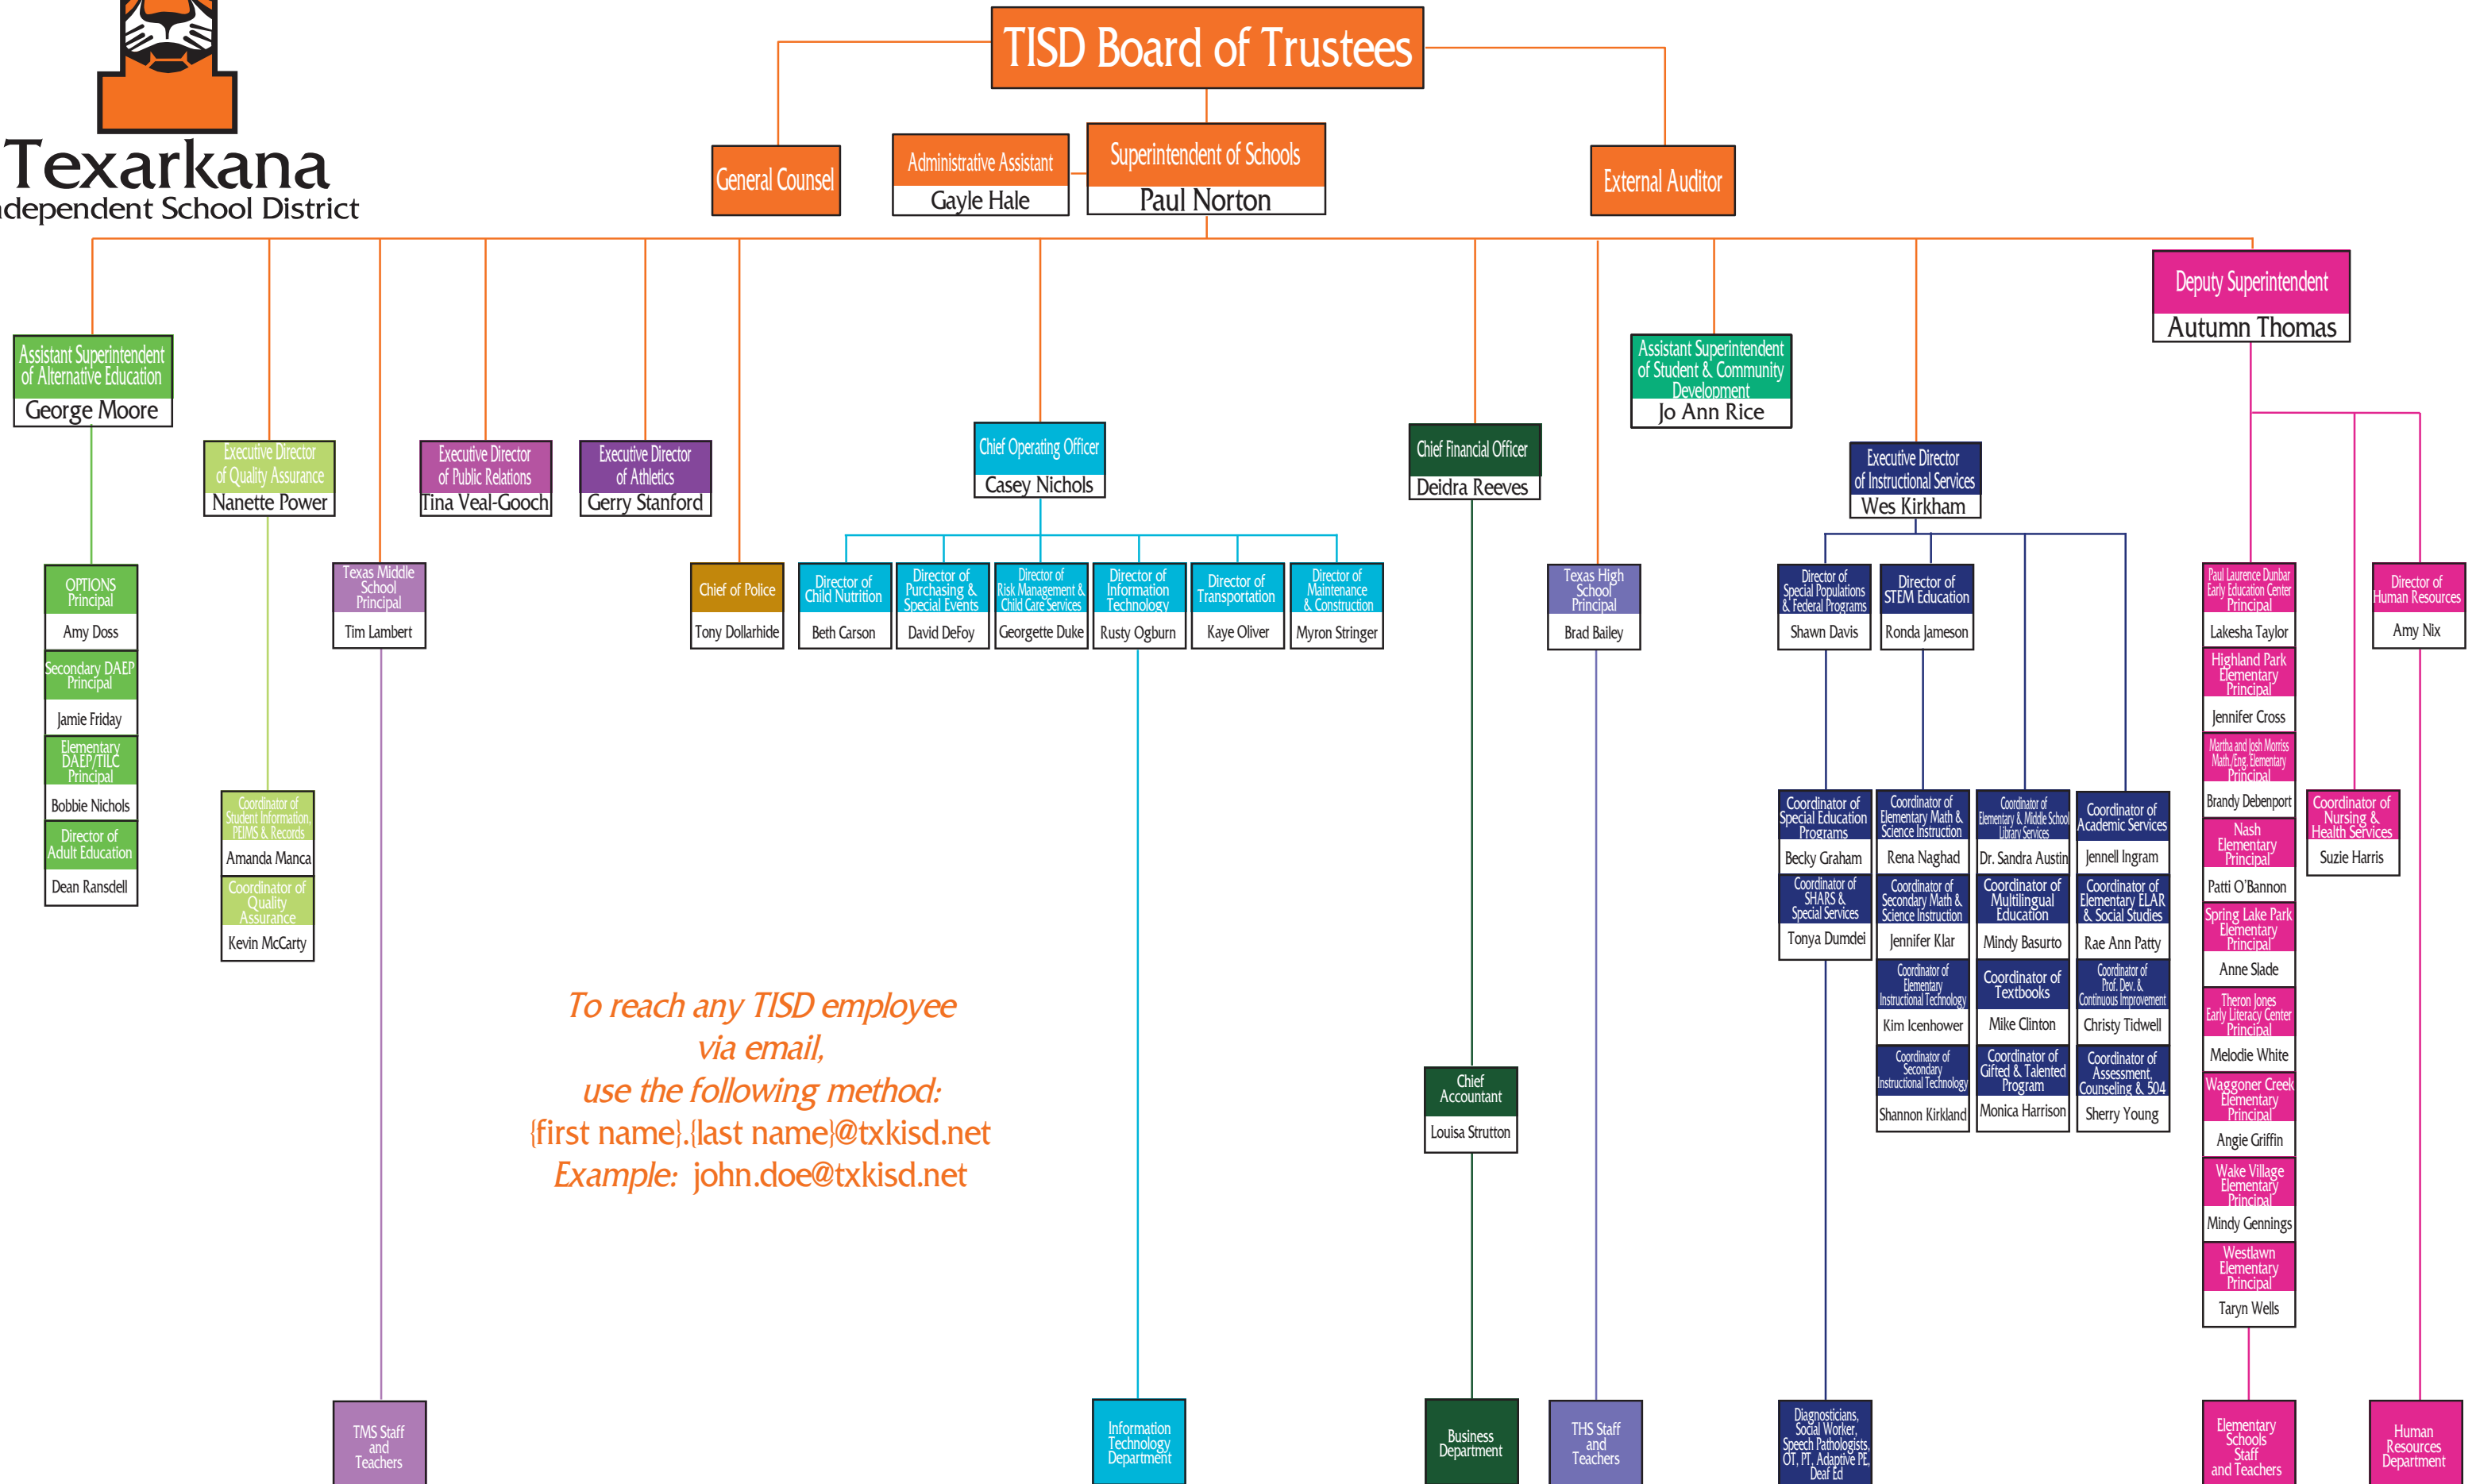 TISD Board of Trustees
Texarkana
Independent School District
General Counsel
Administrative Assistant
Gayle Hale
Superintendent of Schools
Paul Norton
External Auditor
Deputy Superintendent
Autumn Thomas
Assistant Superintendent
of Alternative Education
George Moore
Executive Director
of Quality Assurance
Nanette Power
Executive Director
of Public Relations
Tina Veal-Gooch
Executive Director
of Athletics
Gerry Stanford
Chief Operating Officer
Casey Nichols
Chief Financial Officer
Deidra Reeves
Assistant Superintendent
of Student & Community
Development
Jo Ann Rice
Executive Director
of Instructional Services
Wes Kirkham
OPTIONS
Principal
Amy Doss
Secondary DAEP
Principal
Jamie Friday
Elementary
DAEP/TILC
Principal
Bobbie Nichols
Director of
Adult Education
Dean Ransdell
Coordinator of
Student Information,
PEIMS & Records
Amanda Manca
Coordinator of
Quality
Assurance
Kevin McCarty
Texas Middle
School
Principal
Tim Lambert
Chief of Police
Tony Dollarhide
Director of
Child Nutrition
Beth Carson
Director of
Purchasing &
Special Events
David DeFoy
Director of
Risk Management &
Child Care Services
Georgette Duke
Director of
Information
Technology
Rusty Ogburn
Director of
Transportation
Kaye Oliver
Director of
Maintenance
& Construction
Myron Stringer
Texas High
School
Principal
Brad Bailey
Director of
Special Populations
& Federal Programs
Shawn Davis
Director of
STEM Education
Ronda Jameson
Paul Laurence Dunbar
Early Education Center
Principal
Lakesha Taylor
Highland Park
Elementary
Principal
Jennifer Cross
Martha and Josh Morriss
Math./Eng. Elementary
Principal
Brandy Debenport
Nash
Elementary
Principal
Patti O'Bannon
Spring Lake Park
Elementary
Principal
Anne Slade
Theron Jones
Early Literacy Center
Principal
Melodie White
Waggoner Creek
Elementary
Principal
Angie Griffin
Wake Village
Elementary
Principal
Mindy Gennings
Westlawn
Elementary
Principal
Taryn Wells
Director of
Human Resources
Amy Nix
Coordinator of
Nursing &
Health Services
Suzie Harris
Coordinator of
Special Education
Programs
Becky Graham
Coordinator of
SHARS &
Special Services
Tonya Dumdei
Coordinator of
Elementary Math &
Science Instruction
Rena Naghad
Coordinator of
Secondary Math &
Science Instruction
Jennifer Klar
Coordinator of
Elementary
Instructional Technology
Kim Icenhower
Coordinator of
Secondary
Instructional Technology
Shannon Kirkland
Coordinator of
Elementary & Middle School
Library Services
Dr. Sandra Austin
Coordinator of
Multilingual
Education
Mindy Basurto
Coordinator of
Textbooks
Mike Clinton
Coordinator of
Gifted & Talented
Program
Monica Harrison
Coordinator of
Academic Services
Jennell Ingram
Coordinator of
Elementary ELAR
& Social Studies
Rae Ann Patty
Coordinator of
Prof. Dev. &
Continuous Improvement
Christy Tidwell
Coordinator of
Assessment,
Counseling & 504
Sherry Young
To reach any TISD employee
via email,
use the following method:
{first name}.{last name}@txkisd.net
Example: john.doe@txkisd.net
Chief
Accountant
Louisa Strutton
TMS Staff
and
Teachers
Information
Technology
Department
Business
Department
THS Staff
and
Teachers
Diagnosticians,
Social Worker,
Speech Pathologists,
OT, PT, Adaptive PE,
Deaf Ed
Elementary
Schools
Staff
and Teachers
Human
Resources
Department